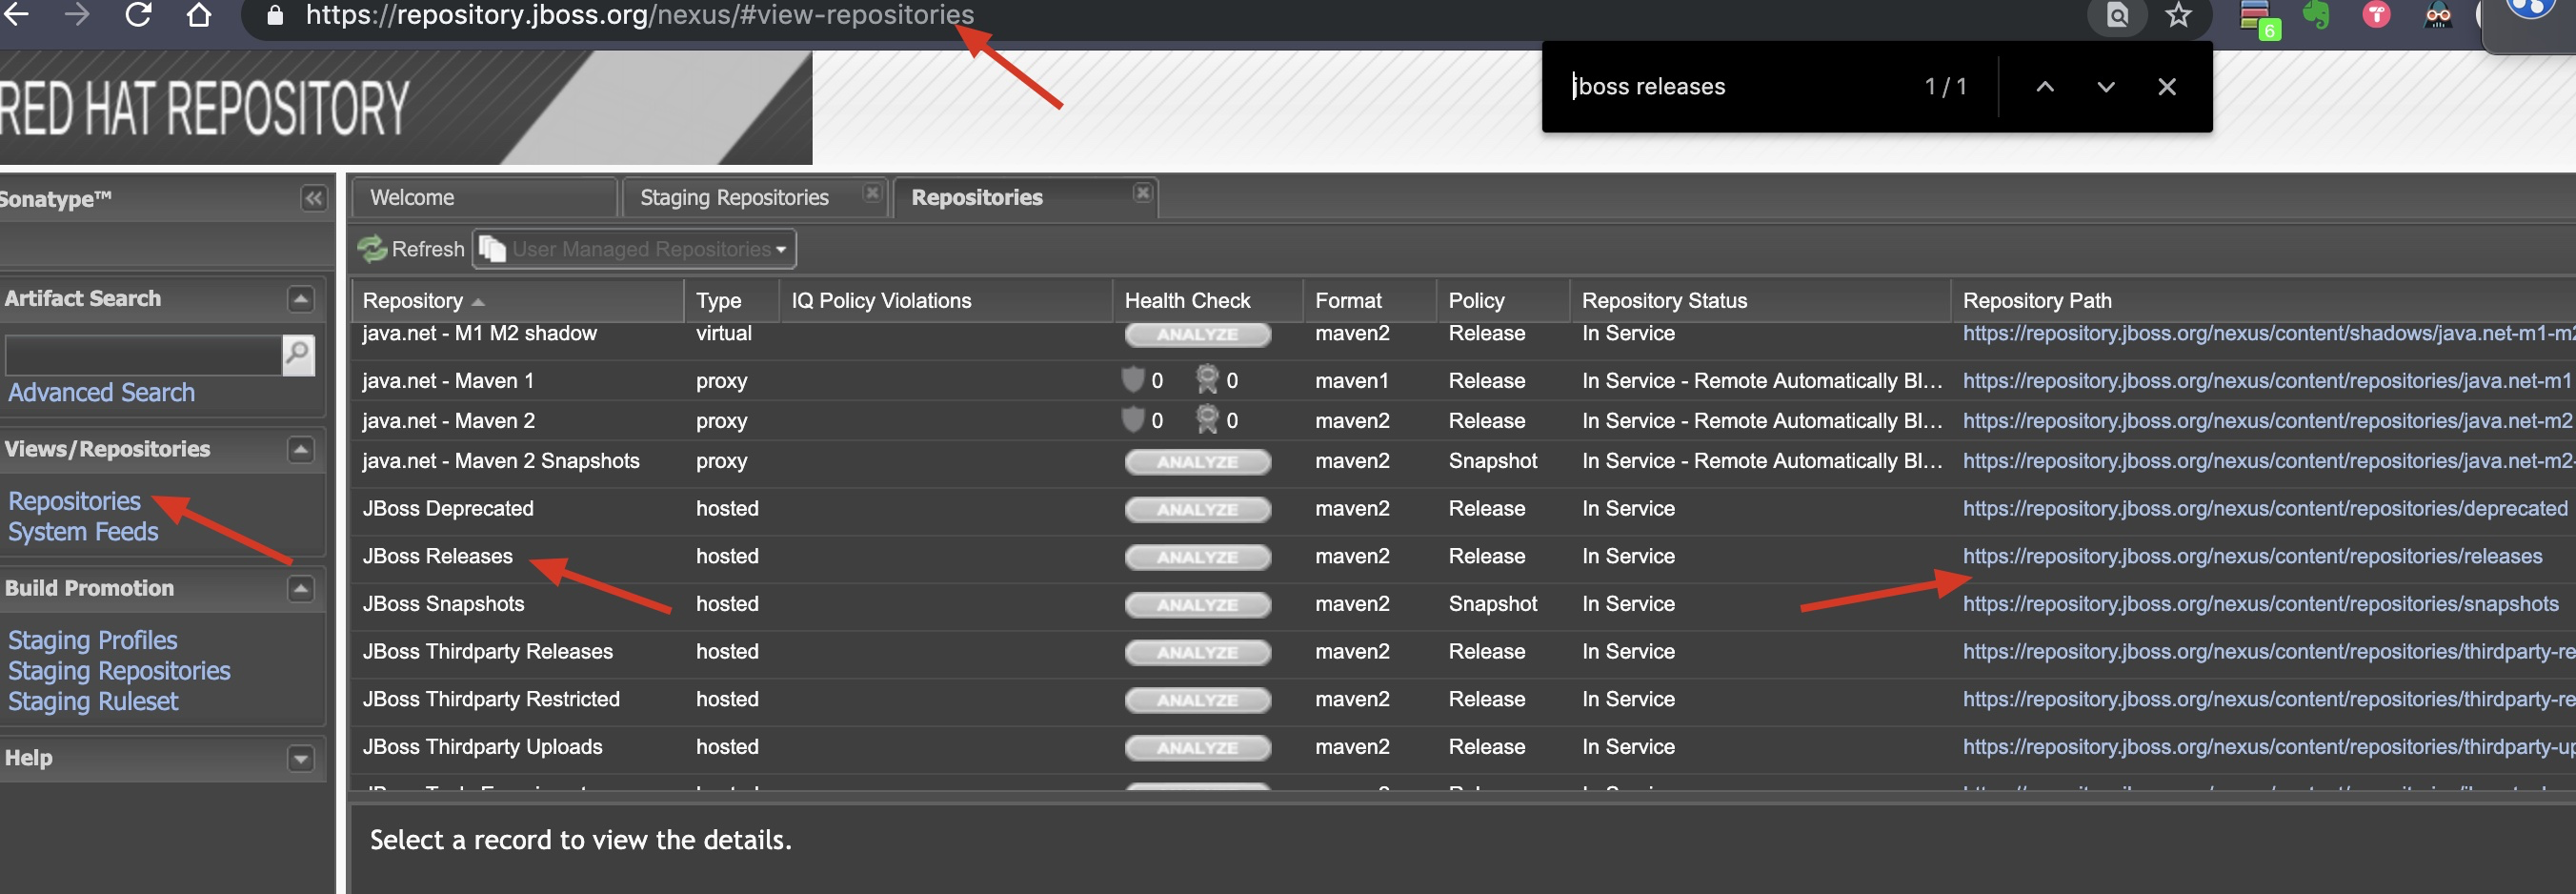 https://repository.jboss.org/nexus/#view-repositories
6
RED HAT REPOSITORY
jboss releases 1/1
Sonatype™
Welcome
Staging Repositories
Repositories
Refresh
User Managed Repositories
Artifact Search
Advanced Search
Views/Repositories
Repositories
System Feeds
Build Promotion
Staging Profiles
Staging Repositories
Staging Ruleset
Help
Repository Type IQ Policy Violations Health Check Format Policy Repository Status Repository Path
java.net - M1 M2 shadow virtual ANALYZE maven2 Release In Service https://repository.jboss.org/nexus/content/shadows/java.net-m1-m2
java.net - Maven 1 proxy 0 0 maven1 Release In Service - Remote Automatically Bl... https://repository.jboss.org/nexus/content/repositories/java.net-m1
java.net - Maven 2 proxy 0 0 maven2 Release In Service - Remote Automatically Bl... https://repository.jboss.org/nexus/content/repositories/java.net-m2
java.net - Maven 2 Snapshots proxy ANALYZE maven2 Snapshot In Service - Remote Automatically Bl... https://repository.jboss.org/nexus/content/repositories/java.net-m2-
JBoss Deprecated hosted ANALYZE maven2 Release In Service https://repository.jboss.org/nexus/content/repositories/deprecated
JBoss Releases hosted ANALYZE maven2 Release In Service https://repository.jboss.org/nexus/content/repositories/releases
JBoss Snapshots hosted ANALYZE maven2 Snapshot In Service https://repository.jboss.org/nexus/content/repositories/snapshots
JBoss Thirdparty Releases hosted ANALYZE maven2 Release In Service https://repository.jboss.org/nexus/content/repositories/thirdparty-re
JBoss Thirdparty Restricted hosted ANALYZE maven2 Release In Service https://repository.jboss.org/nexus/content/repositories/thirdparty-re
JBoss Thirdparty Uploads hosted ANALYZE maven2 Release In Service https://repository.jboss.org/nexus/content/repositories/thirdparty-up
Select a record to view the details.